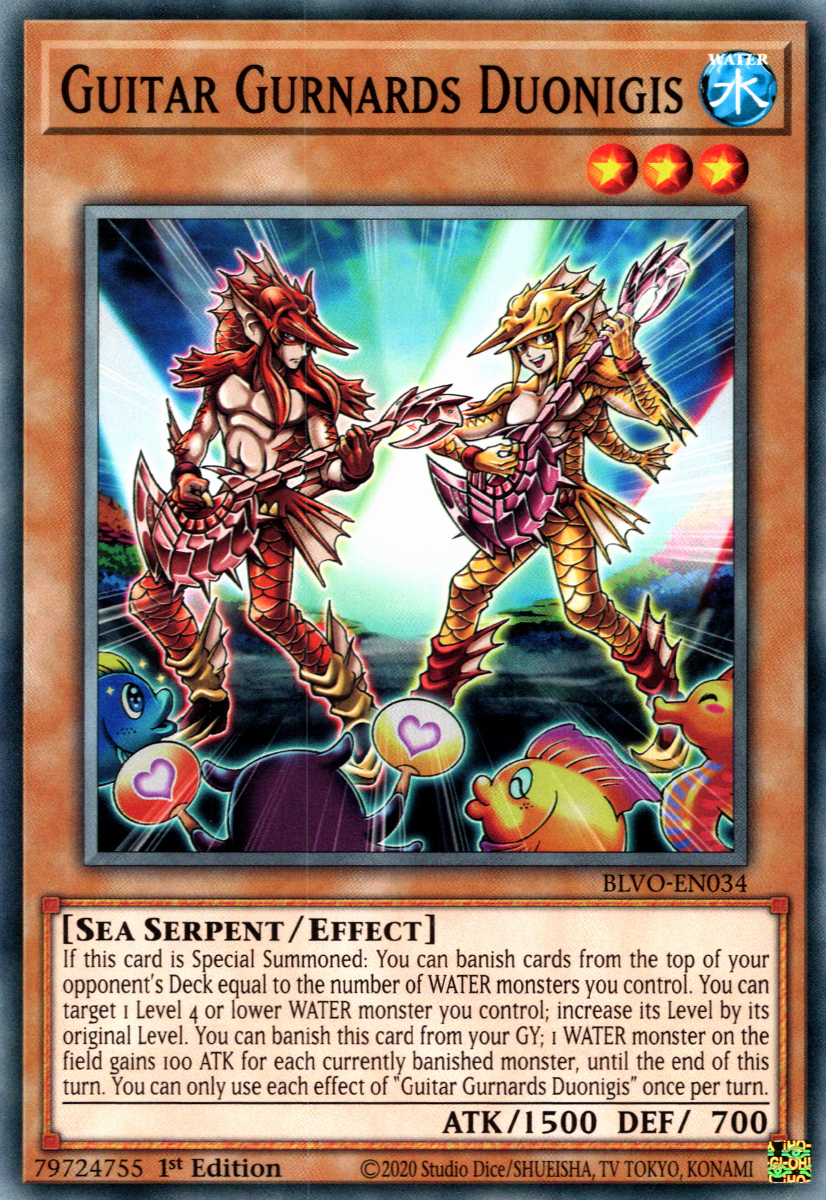 GUITAR GURNARDS DUONIGIS
WATER
水
BLVO-EN034
[SEA SERPENT/EFFECT]
If this card is Special Summoned: You can banish cards from the top of your
opponent's Deck equal to the number of WATER monsters you control. You can
target 1 Level 4 or lower WATER monster you control; increase its Level by its
original Level. You can banish this card from your GY; 1 WATER monster on the
field gains 100 ATK for each currently banished monster, until the end of this
turn. You can only use each effect of "Guitar Gurnards Duonigis" once per turn.
ATK/1500 DEF/ 700
79724755 1st Edition ©2020 Studio Dice/SHUEISHA, TV TOKYO, KONAMI